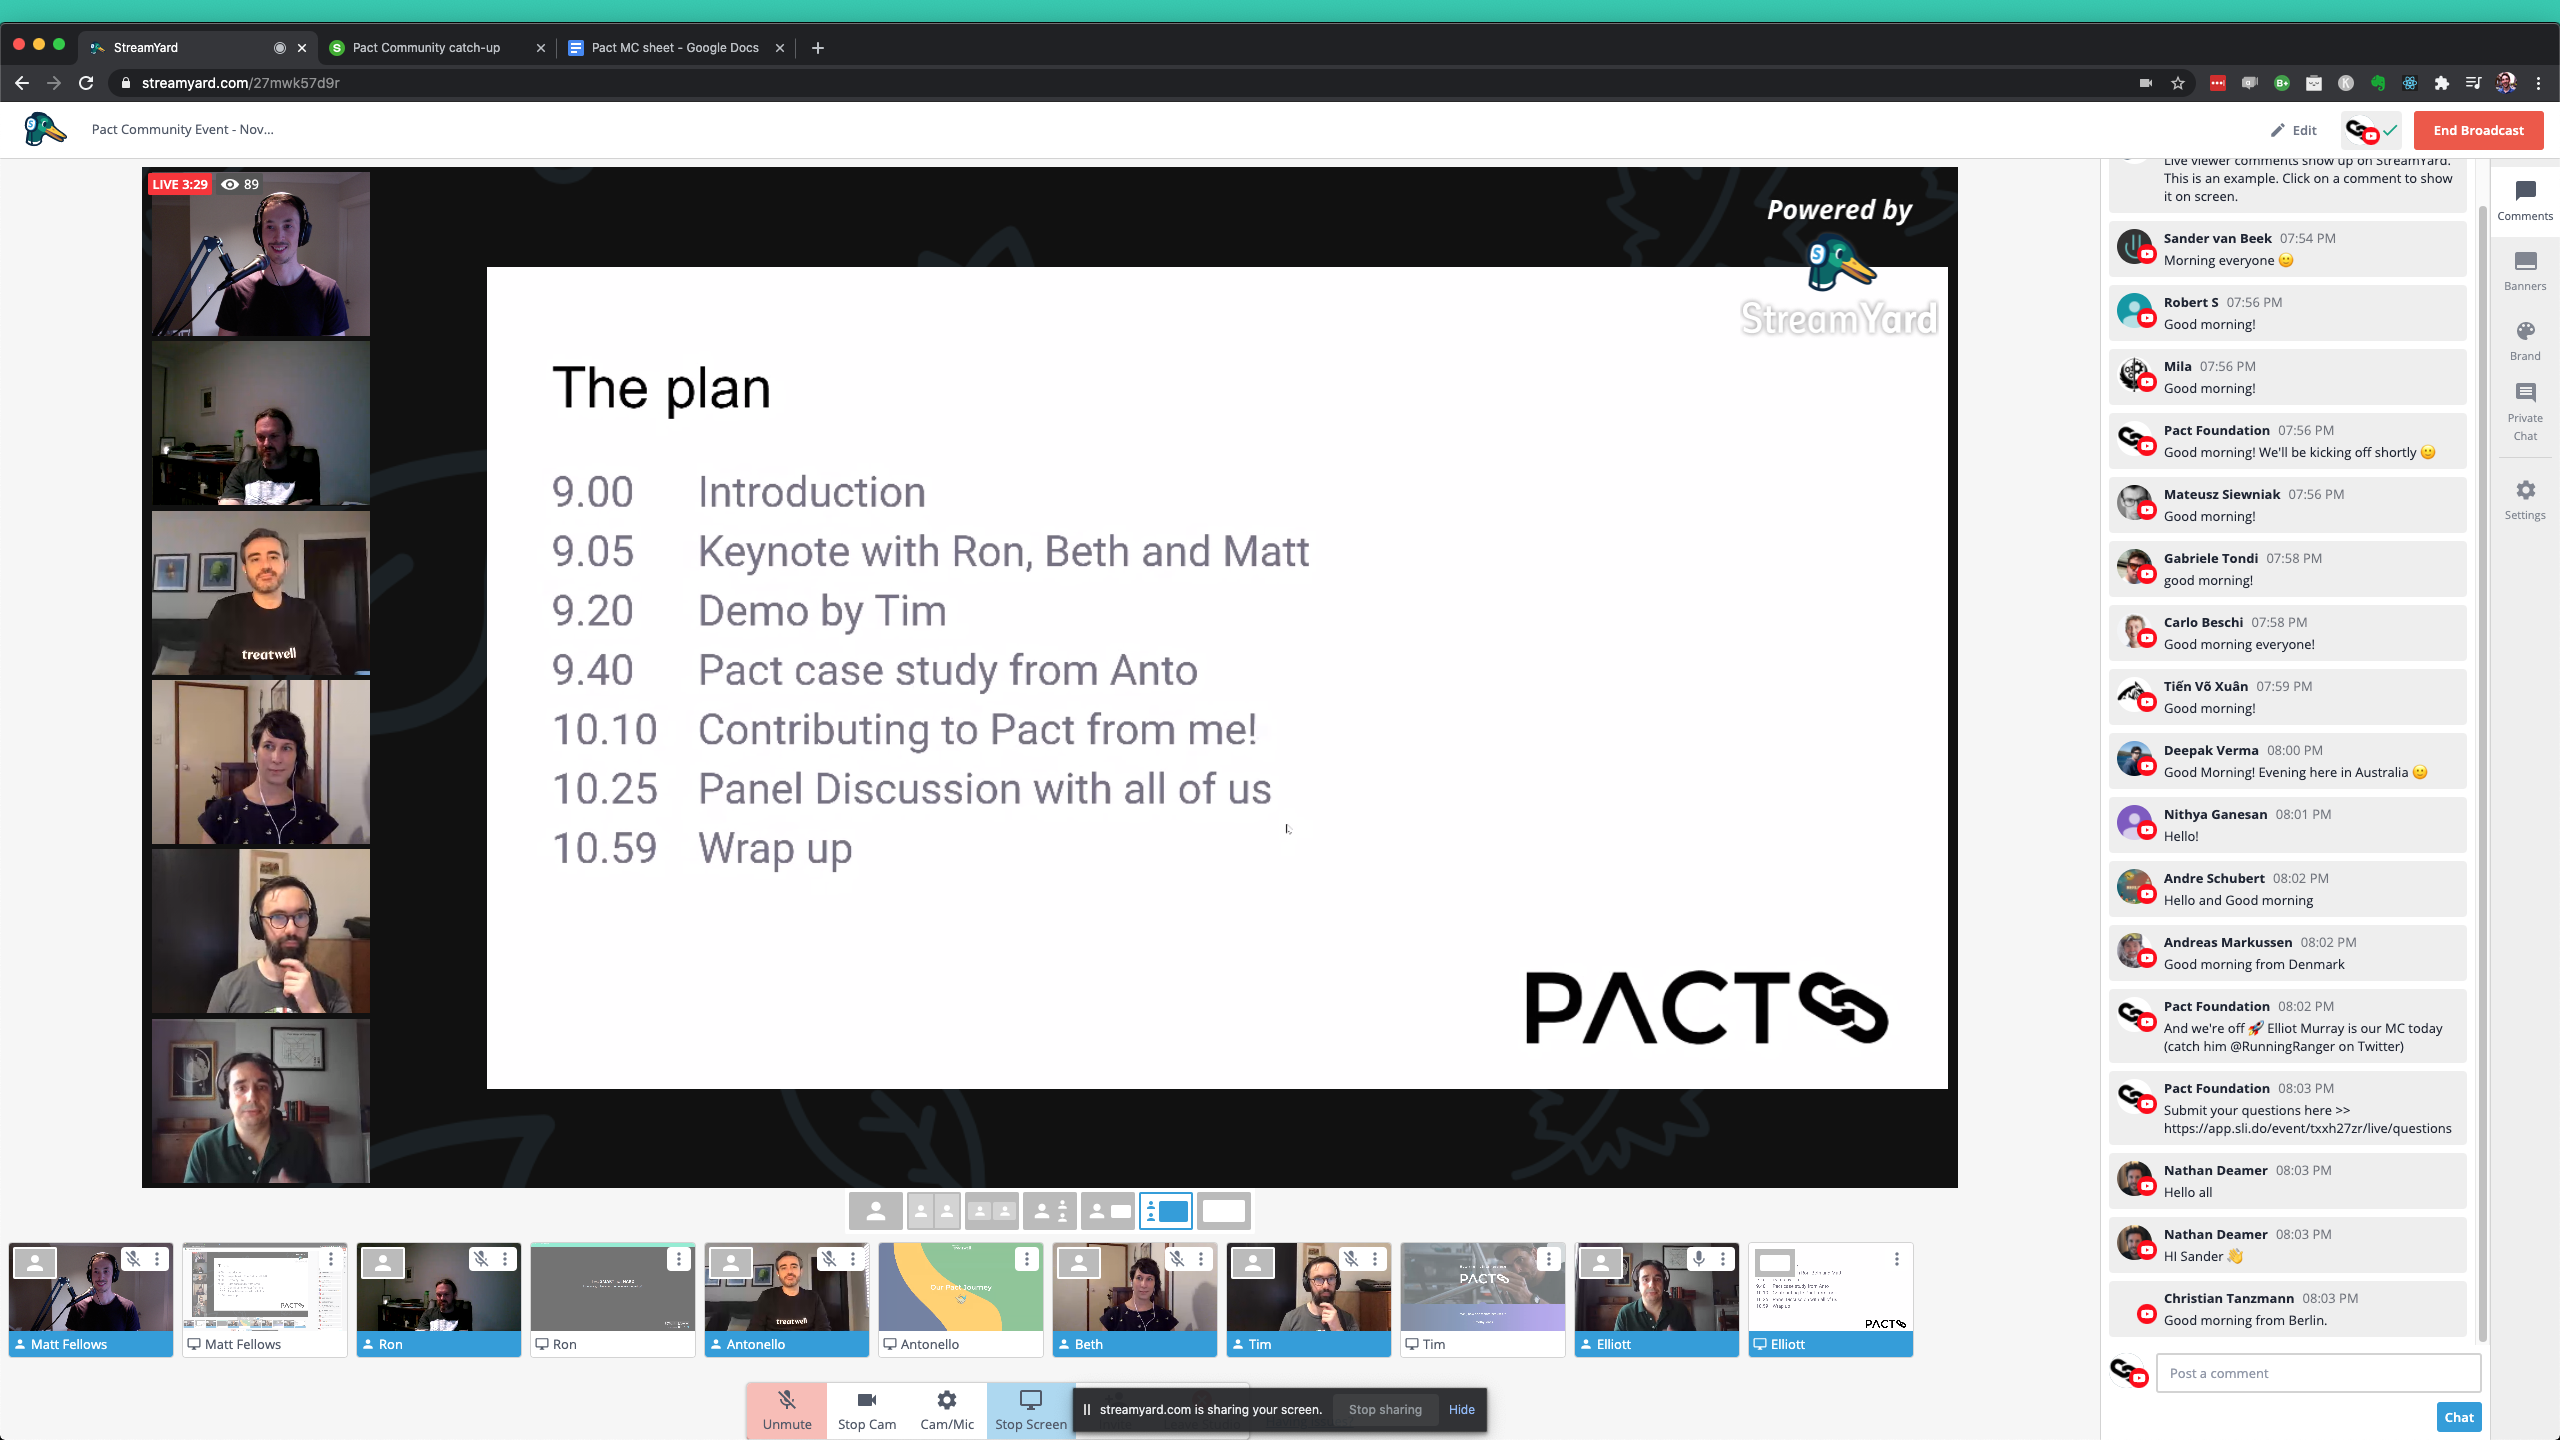 StreamYard
Pact Community catch-up
Pact MC sheet - Google Docs
streamyard.com/27mwk57d9r
Pact Community Event - Nov...
Edit
End Broadcast
LIVE 3:29
89
Powered by
StreamYard
The plan
9.00 Introduction
9.05 Keynote with Ron, Beth and Matt
9.20 Demo by Tim
9.40 Pact case study from Anto
10.10 Contributing to Pact from me!
10.25 Panel Discussion with all of us
10.59 Wrap up
PACT
treatwell
Live viewer comments show up on StreamYard.
This is an example. Click on a comment to show
it on screen.
Sander van Beek 07:54 PM
Morning everyone 🙂
Robert S 07:56 PM
Good morning!
Mila 07:56 PM
Good morning!
Pact Foundation 07:56 PM
Good morning! We'll be kicking off shortly 🙂
Mateusz Siewniak 07:56 PM
Good morning!
Gabriele Tondi 07:58 PM
good morning!
Carlo Beschi 07:58 PM
Good morning everyone!
Tiến Võ Xuân 07:59 PM
Good morning!
Deepak Verma 08:00 PM
Good Morning! Evening here in Australia 🙂
Nithya Ganesan 08:01 PM
Hello!
Andre Schubert 08:02 PM
Hello and Good morning
Andreas Markussen 08:02 PM
Good morning from Denmark
Pact Foundation 08:02 PM
And we're off 🚀 Elliot Murray is our MC today
(catch him @RunningRanger on Twitter)
Pact Foundation 08:03 PM
Submit your questions here >>
https://app.sli.do/event/txxh27zr/live/questions
Nathan Deamer 08:03 PM
Hello all
Nathan Deamer 08:03 PM
HI Sander 👋
Christian Tanzmann 08:03 PM
Good morning from Berlin.
Post a comment
Chat
Comments
Banners
Brand
Private
Chat
Settings
PACT
Our Pact Journey
treatwell
PACT
PACT
Matt Fellows
Matt Fellows
Ron
Ron
Antonello
Antonello
Beth
Tim
Tim
Elliott
Elliott
Unmute
Stop Cam
Cam/Mic
Stop Screen
streamyard.com is sharing your screen.
Stop sharing
Hide